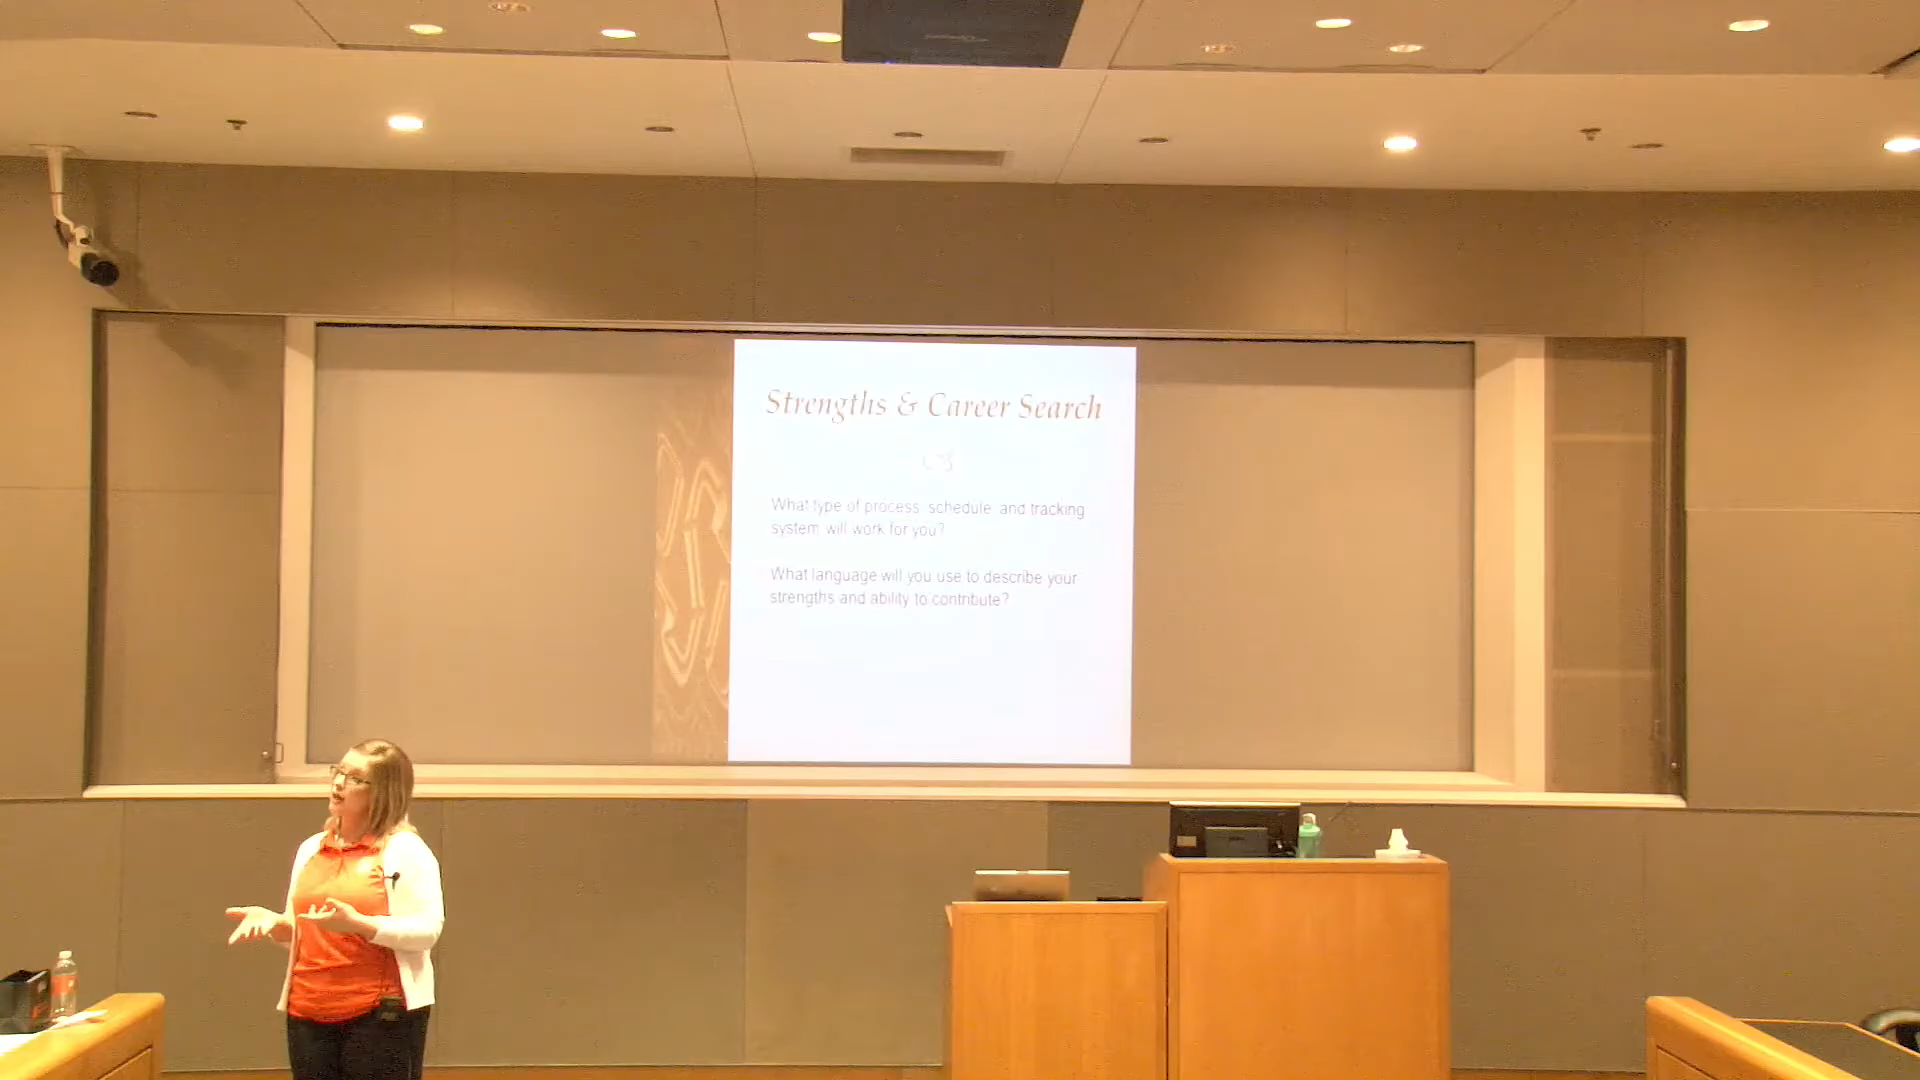 Strengths & Career Search
What type of process, schedule, and tracking
system will work for you?
What language will you use to describe your
strengths and ability to contribute?